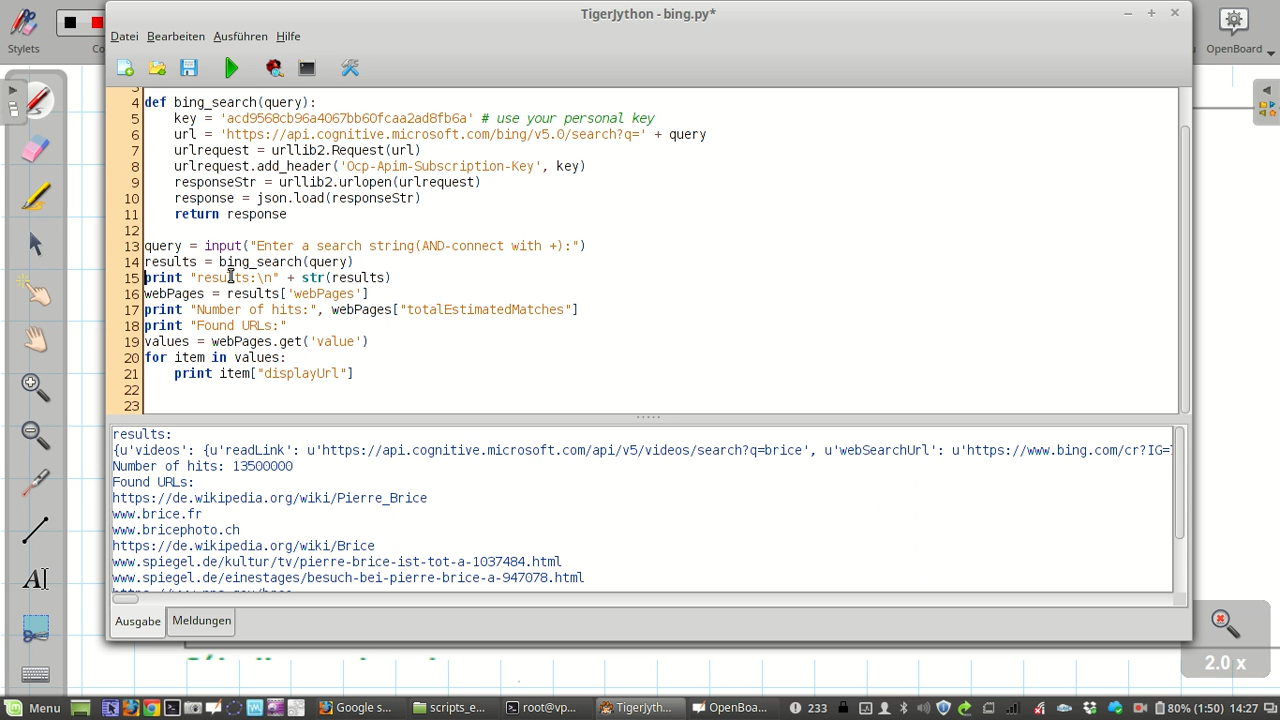 TigerJython - bing.py*
Stylets
OpenBoard
Datei Bearbeiten Ausführen Hilfe
4 def bing_search(query):
5 key = 'acd9568cb96a4067bb60fcaa2ad8fb6a' # use your personal key
6 url = 'https://api.cognitive.microsoft.com/bing/v5.0/search?q=' + query
7 urlrequest = urllib2.Request(url)
8 urlrequest.add_header('Ocp-Apim-Subscription-Key', key)
9 responseStr = urllib2.urlopen(urlrequest)
10 response = json.load(responseStr)
11 return response
12
13 query = input("Enter a search string(AND-connect with +):")
14 results = bing_search(query)
15 print "results:\n" + str(results)
16 webPages = results['webPages']
17 print "Number of hits:", webPages["totalEstimatedMatches"]
18 print "Found URLs:"
19 values = webPages.get('value')
20 for item in values:
21 print item["displayUrl"]
22
23
results:
{u'videos': {u'readLink': u'https://api.cognitive.microsoft.com/api/v5/videos/search?q=brice', u'webSearchUrl': u'https://www.bing.com/cr?IG=
Number of hits: 13500000
Found URLs:
https://de.wikipedia.org/wiki/Pierre_Brice
www.brice.fr
www.bricephoto.ch
https://de.wikipedia.org/wiki/Brice
www.spiegel.de/kultur/tv/pierre-brice-ist-tot-a-1037484.html
www.spiegel.de/einestages/besuch-bei-pierre-brice-a-947078.html
Ausgabe Meldungen
2.0 x
Menu Google s... scripts_e... root@vp... TigerJyth... OpenBoa... 233 80% (1:50) 14:27